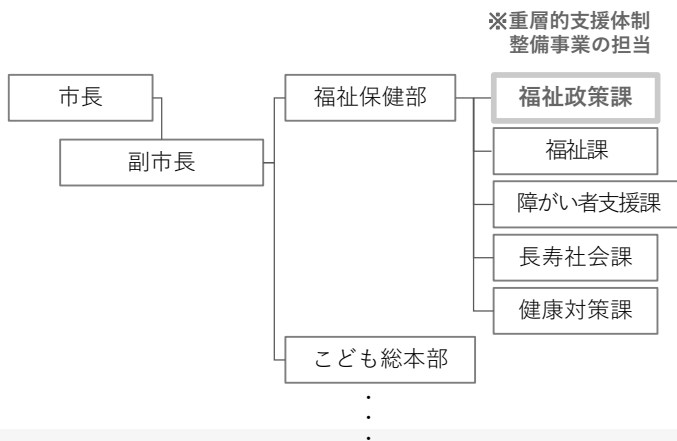 ※重層的支援体制
整備事業の担当
市長
副市長
福祉保健部
福祉政策課
福祉課
障がい者支援課
長寿社会課
健康対策課
こども総本部
・
・
・